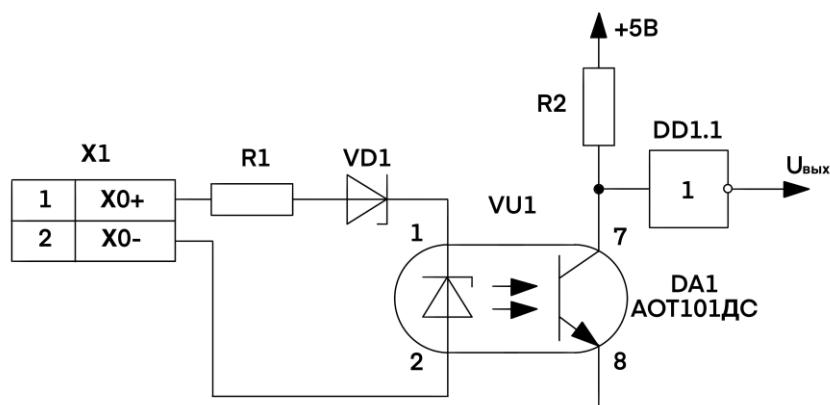 +5В
R2
DD1.1
X1
R1
VD1
Uвых
1 X0+
1
VU1
2 X0-
1
7
DA1
АОТ101ДС
2
8